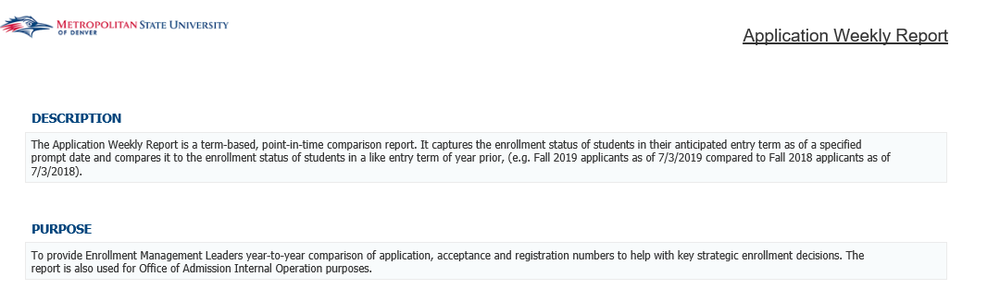 METROPOLITAN STATE UNIVERSITY
OF DENVER
Application Weekly Report
DESCRIPTION
The Application Weekly Report is a term-based, point-in-time comparison report. It captures the enrollment status of students in their anticipated entry term as of a specified
prompt date and compares it to the enrollment status of students in a like entry term of year prior, (e.g. Fall 2019 applicants as of 7/3/2019 compared to Fall 2018 applicants as of
7/3/2018).
PURPOSE
To provide Enrollment Management Leaders year-to-year comparison of application, acceptance and registration numbers to help with key strategic enrollment decisions. The
report is also used for Office of Admission Internal Operation purposes.